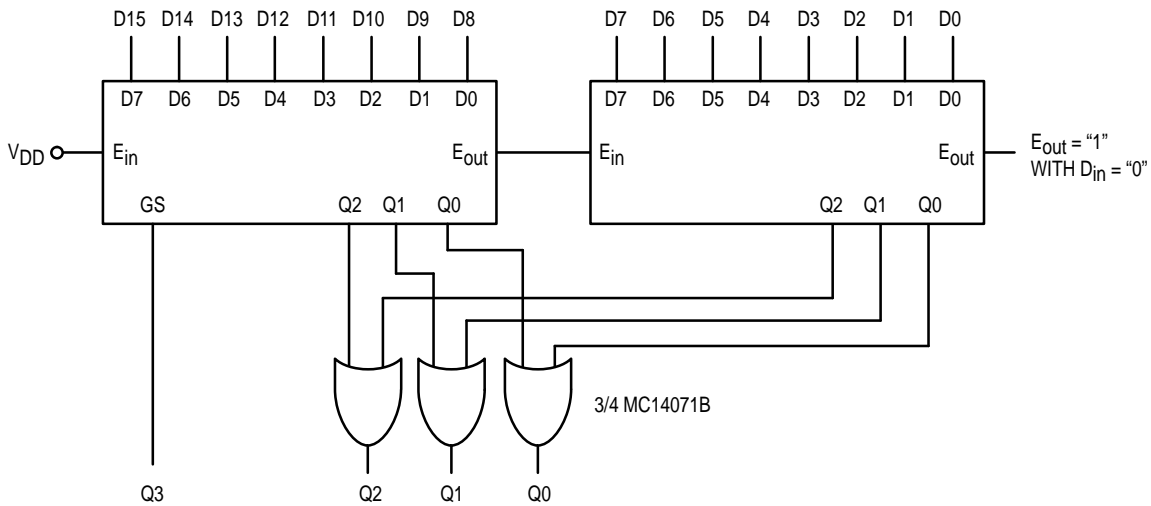 D15 D14 D13 D12 D11 D10 D9 D8 D7 D6 D5 D4 D3 D2 D1 D0
D7 D6 D5 D4 D3 D2 D1 D0 D7 D6 D5 D4 D3 D2 D1 D0
VDD Ein Eout Ein Eout Eout = “1”
WITH Din = “0”
GS Q2 Q1 Q0 Q2 Q1 Q0
3/4 MC14071B
Q3 Q2 Q1 Q0